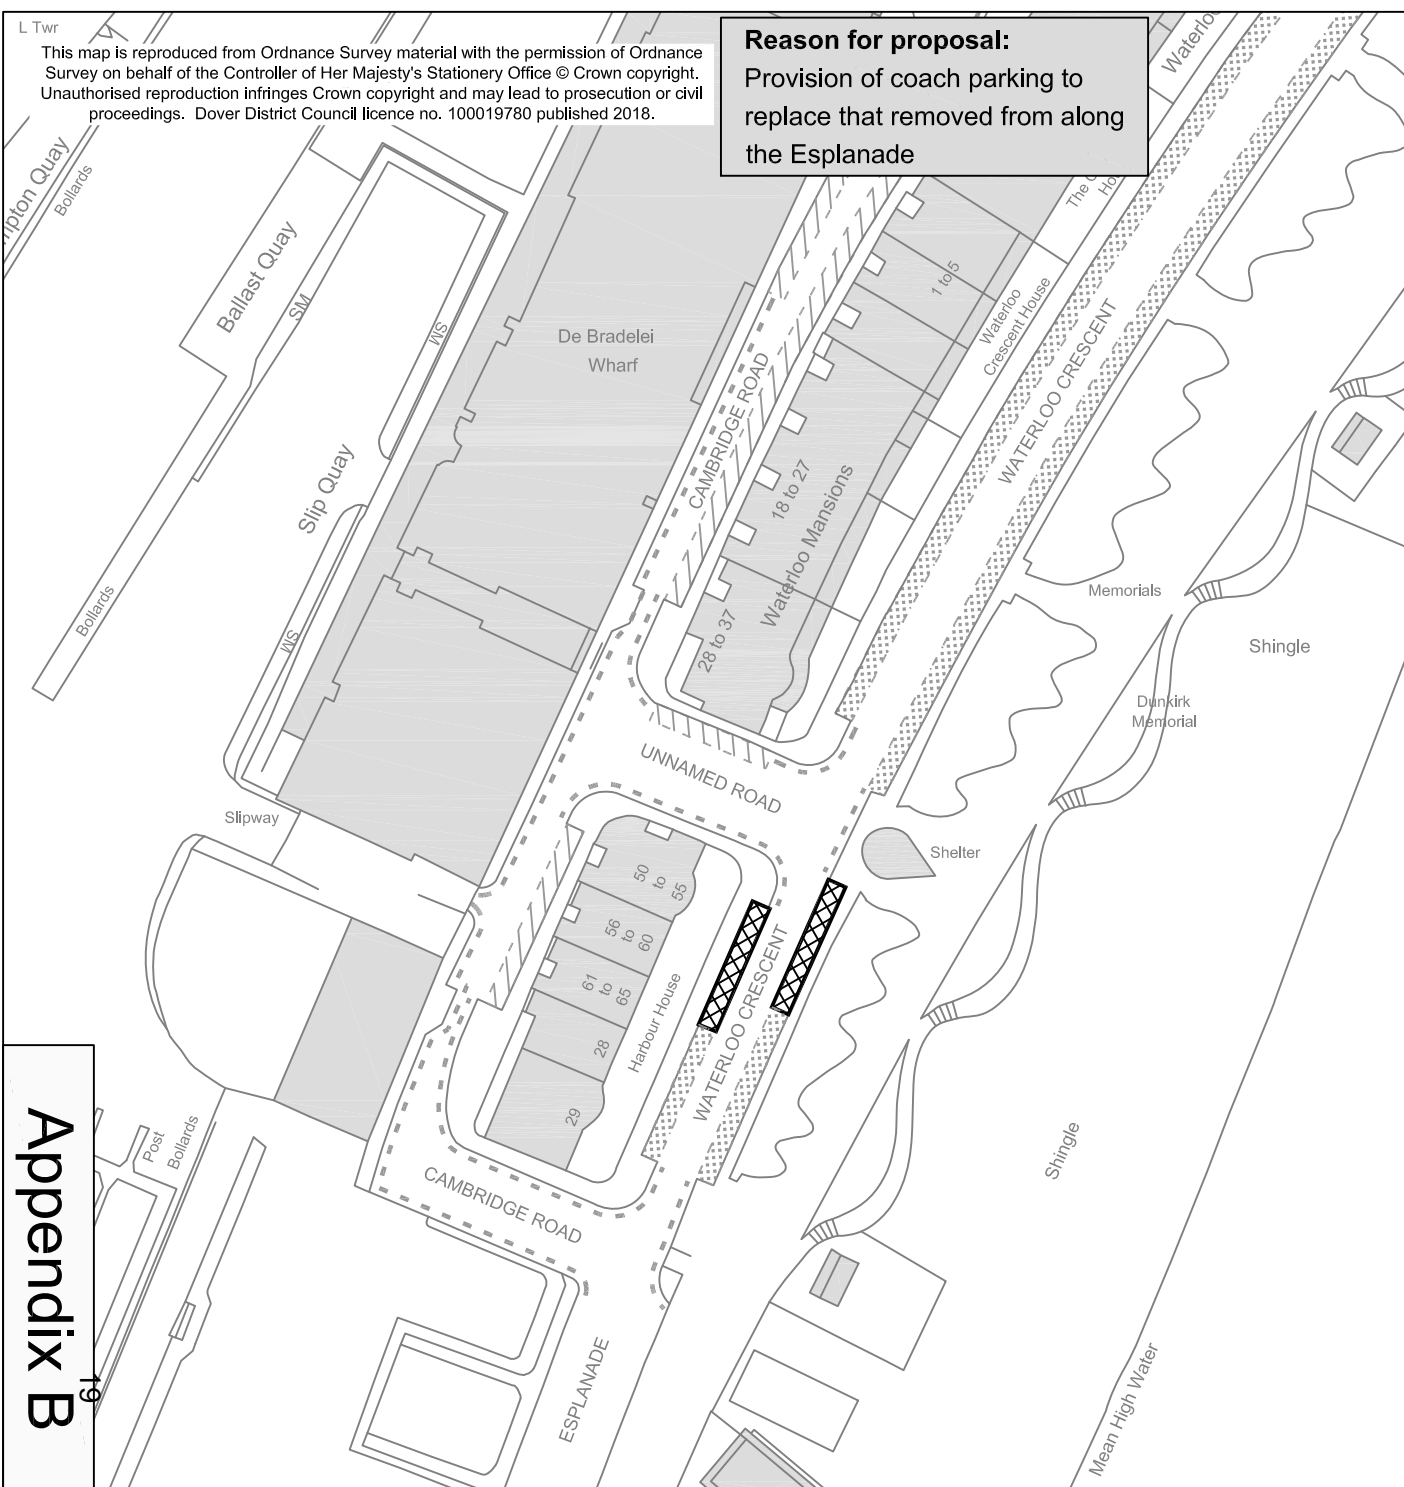 L Twr
This map is reproduced from Ordnance Survey material with the permission of Ordnance
Survey on behalf of the Controller of Her Majesty's Stationery Office © Crown copyright.
Unauthorised reproduction infringes Crown copyright and may lead to prosecution or civil
proceedings. Dover District Council licence no. 100019780 published 2018.
Reason for proposal:
Provision of coach parking to
replace that removed from along
the Esplanade
Bollards
Quay
Ballast Quay
SM
SM
De Bradelei
Wharf
CAMBRIDGE ROAD
1 to 5
The
Waterloo
Crescent House
WATERLOO CRESCENT
Slip Quay
18 to 27
Waterloo Mansions
28 to 37
Bollards
SM
Memorials
Shingle
Dunkirk
Memorial
UNNAMED ROAD
Slipway
Shelter
50
to
55
56
to
60
61
to
65
28
29
Harbour House
WATERLOO CRESCENT
Post
Bollards
CAMBRIDGE ROAD
Shingle
ESPLANADE
Mean High Water
Appendix B
19